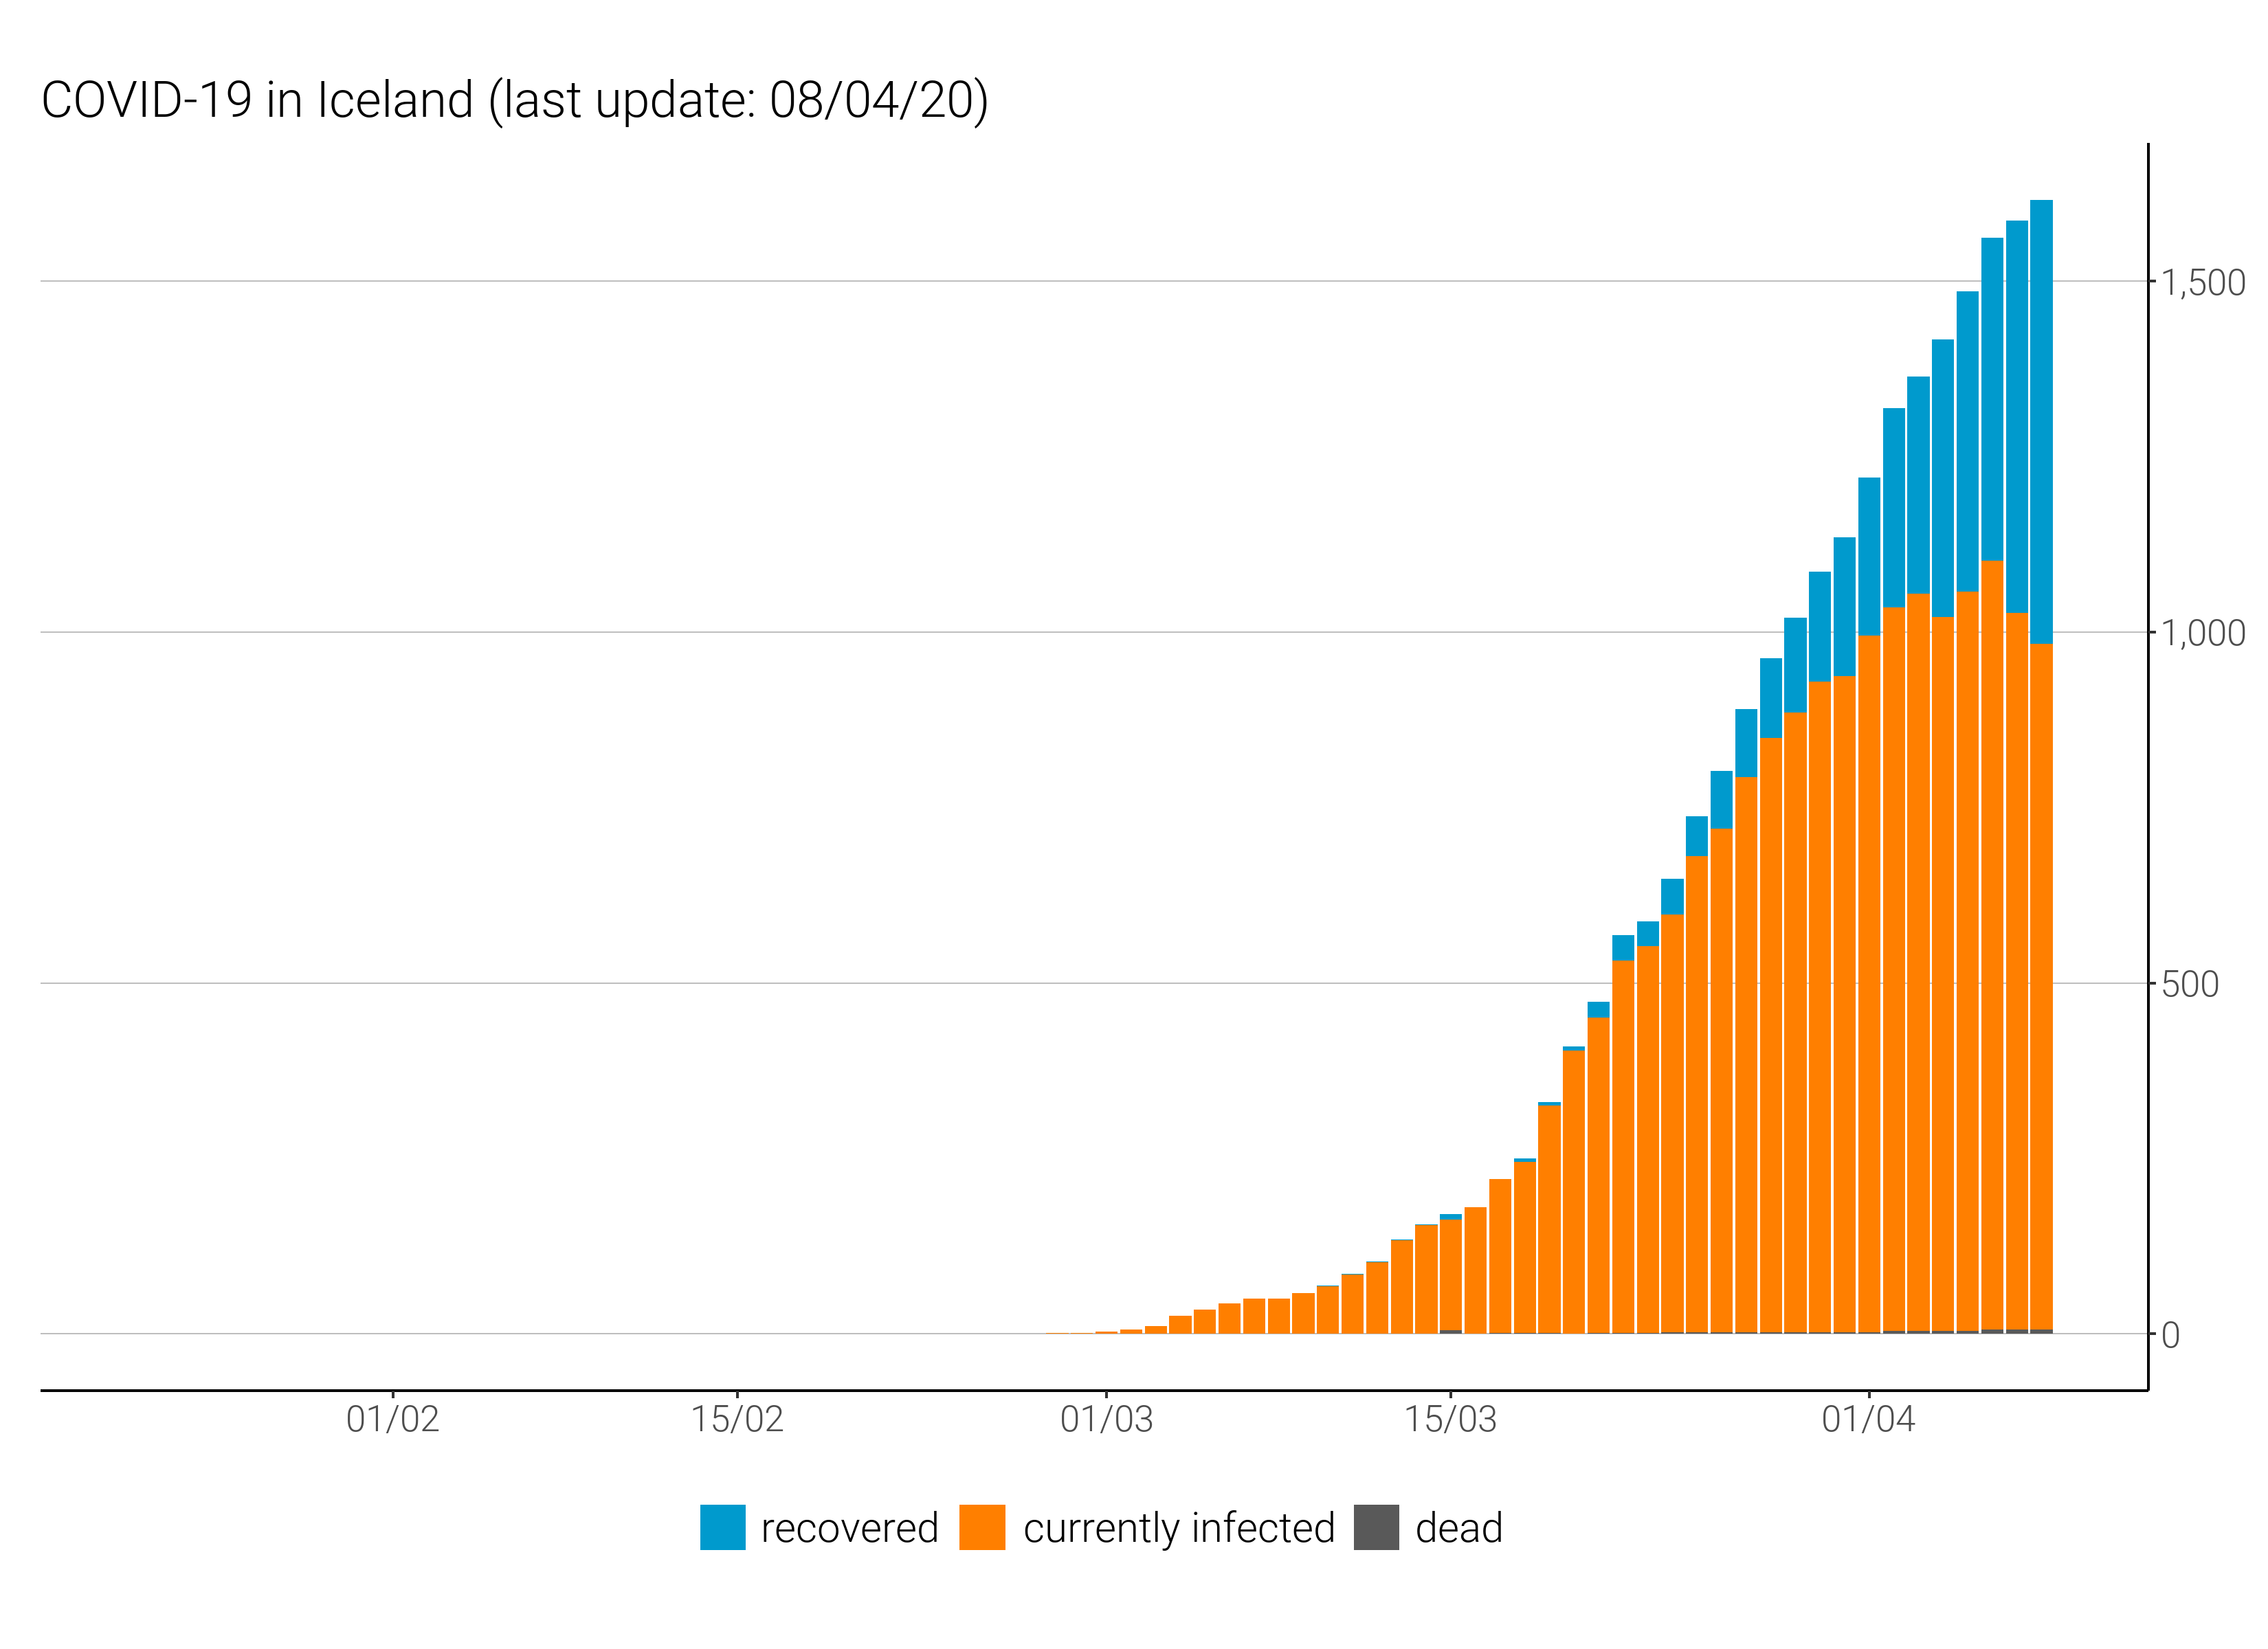 COVID-19 in Iceland (last update: 08/04/20)
1,500
1,000
500
0
01/02 15/02 01/03 15/03 01/04
recovered currently infected dead